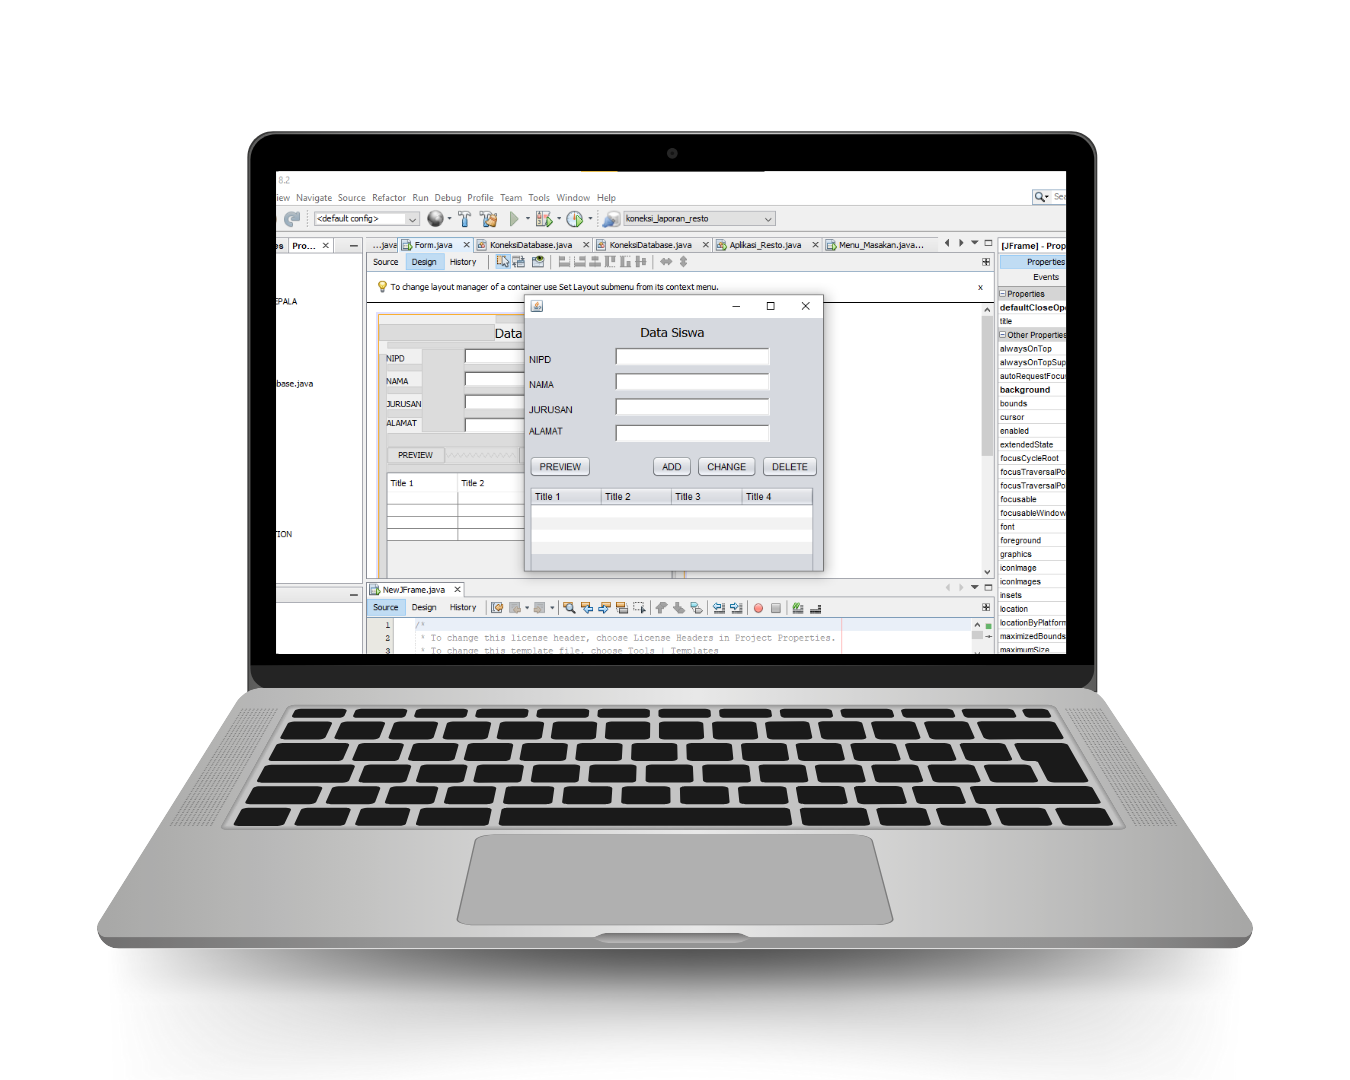 8.2
iew Navigate Source Refactor Run Debug Profile Team Tools Window Help
<default config> koneksi_laporan_resto
es Pro... ...java Form.java KoneksiDatabase.java KoneksiDatabase.java Aplikasi_Resto.java Menu_Masakan.java... [JFrame] - Prop
Source Design History Properties
Events
To change layout manager of a container use Set Layout submenu from its context menu. x
EPALA
base.java
TION
Data
NIPD
NAMA
JURUSAN
ALAMAT
PREVIEW
Title 1 Title 2
Data Siswa
NIPD
NAMA
JURUSAN
ALAMAT
PREVIEW ADD CHANGE DELETE
Title 1 Title 2 Title 3 Title 4
Properties
defaultCloseOpe
title
Other Properties
alwaysOnTop
alwaysOnTopSup
autoRequestFocu
background
bounds
cursor
enabled
extendedState
focusCycleRoot
focusTraversalPo
focusTraversalPo
focusable
focusableWindow
font
foreground
graphics
iconImage
iconImages
insets
location
locationByPlatform
maximizedBounds
maximumSize
NewJFrame.java
Source Design History
1 /*
2 * To change this license header, choose License Headers in Project Properties.
3 * To change this template file, choose Tools | Templates